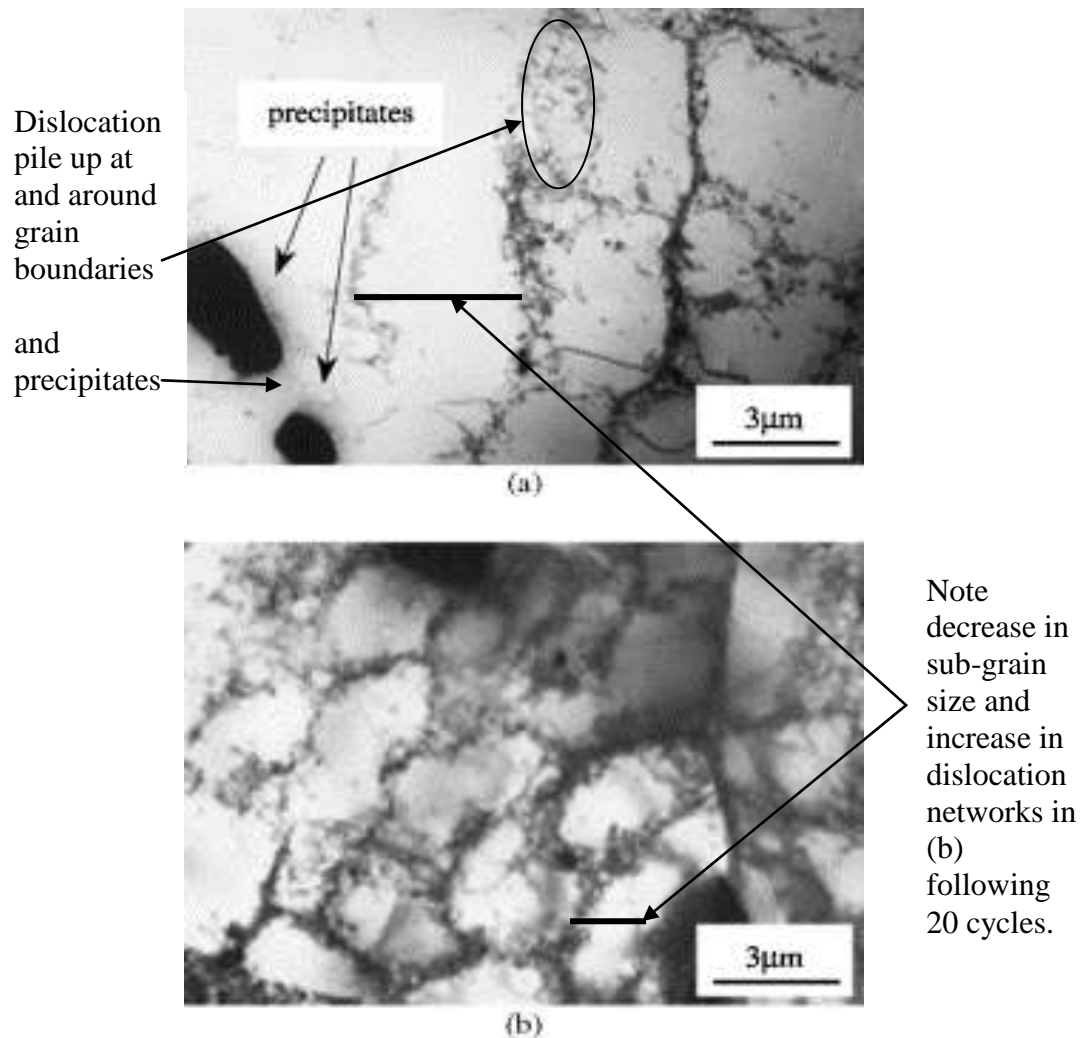 precipitates
Dislocation
pile up at
and around
grain
boundaries
and
precipitates
3μm
(a)
Note
decrease in
sub-grain
size and
increase in
dislocation
networks in
(b)
following
20 cycles.
3μm
(b)